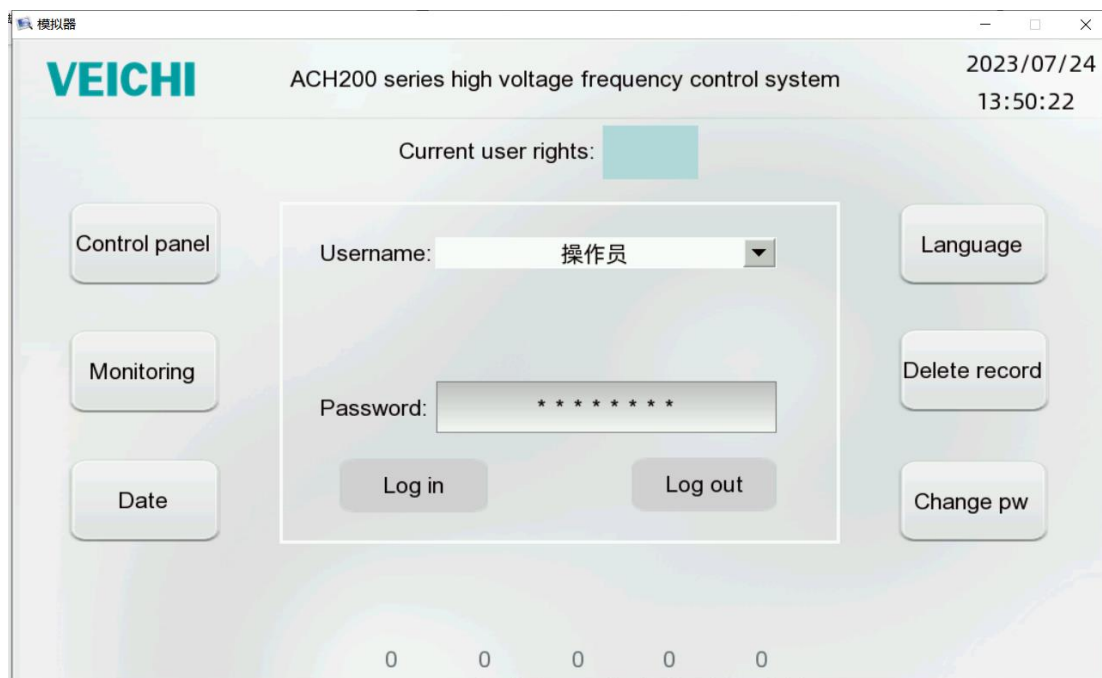 模拟器
VEICHI
ACH200 series high voltage frequency control system
2023/07/24
13:50:22
Current user rights:
Control panel
Username:
操作员
Language
Monitoring
Delete record
Password:
* * * * * * * *
Date
Log in
Log out
Change pw
0 0 0 0 0